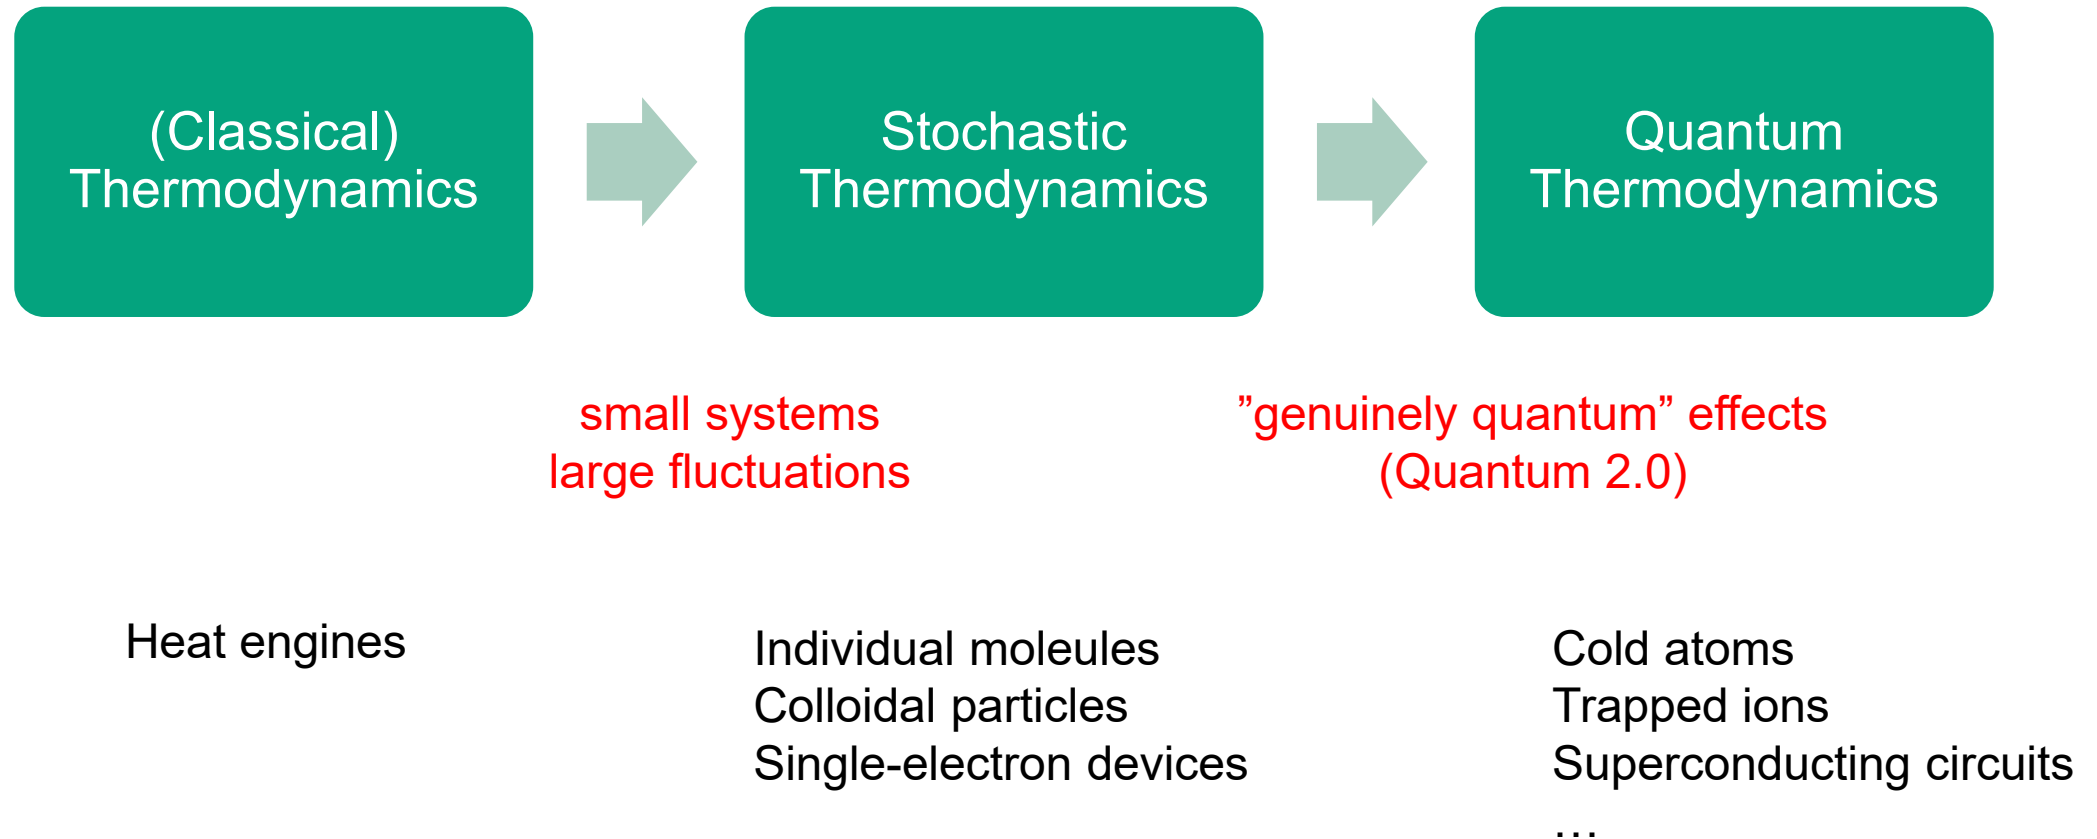 (Classical)
Thermodynamics
Stochastic
Thermodynamics
Quantum
Thermodynamics
small systems
large fluctuations
”genuinely quantum” effects
(Quantum 2.0)
Heat engines
Individual moleules
Colloidal particles
Single-electron devices
Cold atoms
Trapped ions
Superconducting circuits
...